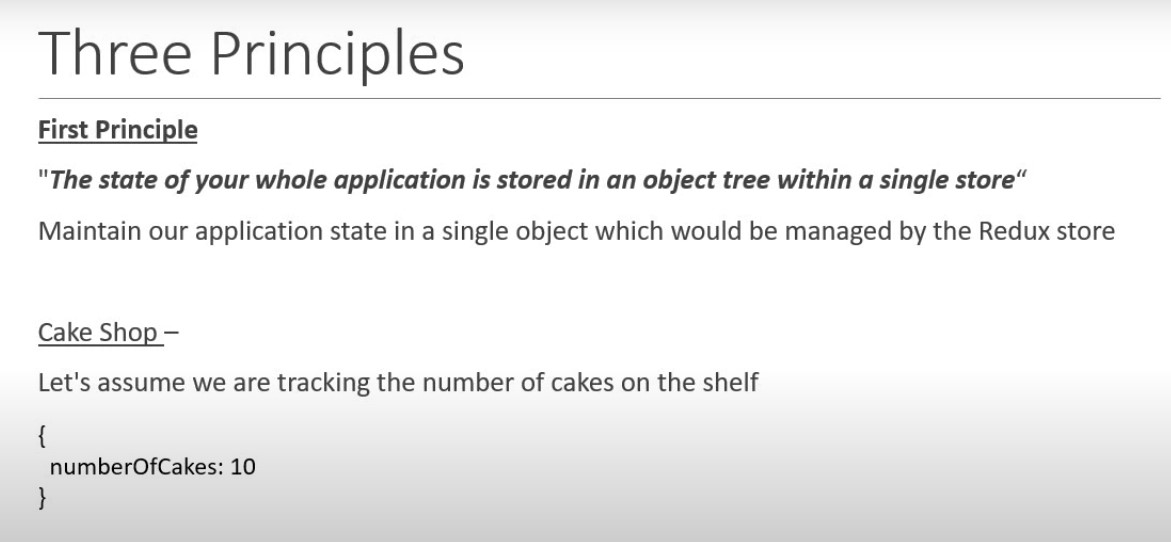 Three Principles
First Principle
"The state of your whole application is stored in an object tree within a single store“
Maintain our application state in a single object which would be managed by the Redux store
Cake Shop –
Let's assume we are tracking the number of cakes on the shelf
{
numberOfCakes: 10
}